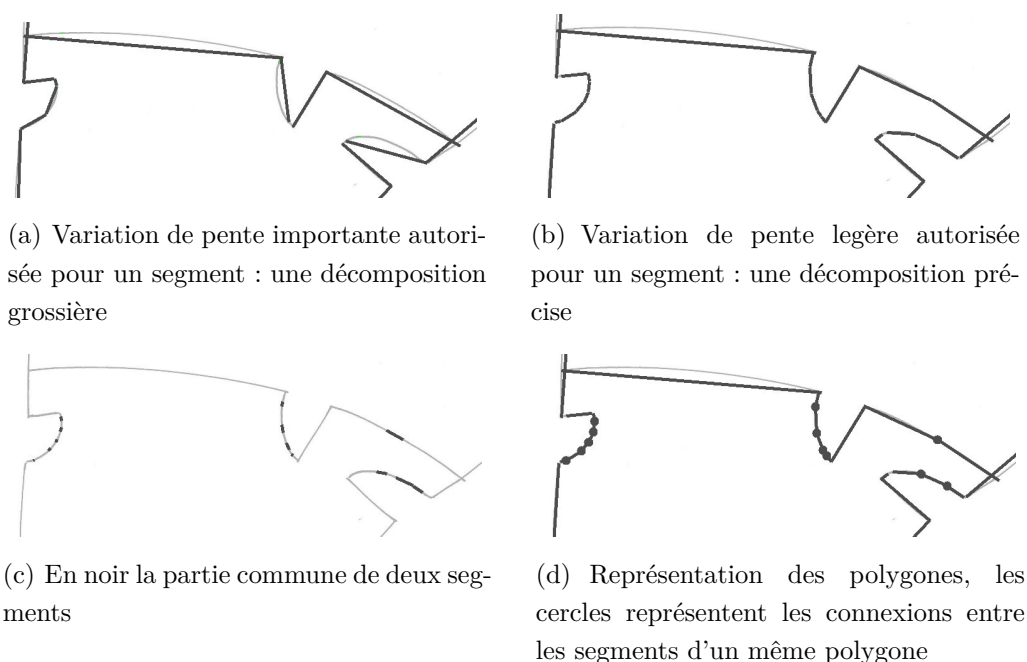 (a) Variation de pente importante autori-
sée pour un segment : une décomposition
grossière
(b) Variation de pente legère autorisée
pour un segment : une décomposition pré-
cise
(c) En noir la partie commune de deux seg-
ments
(d) Représentation des polygones, les
cercles représentent les connexions entre
les segments d'un même polygone